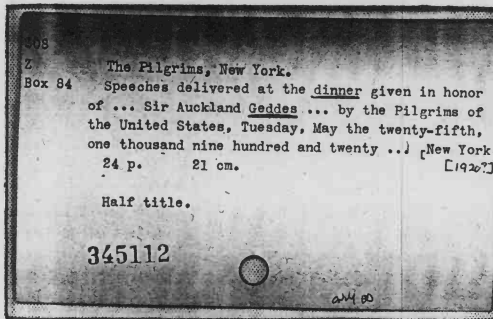 308
Z
Box 84
The Pilgrims, New York.
Speeches delivered at the dinner given in honor
of ... Sir Auckland Geddes ... by the Pilgrims of
the United States, Tuesday, May the twenty-fifth,
one thousand nine hundred and twenty ... [New York
24 p. 21 cm. [1920?]
Half title.
345112